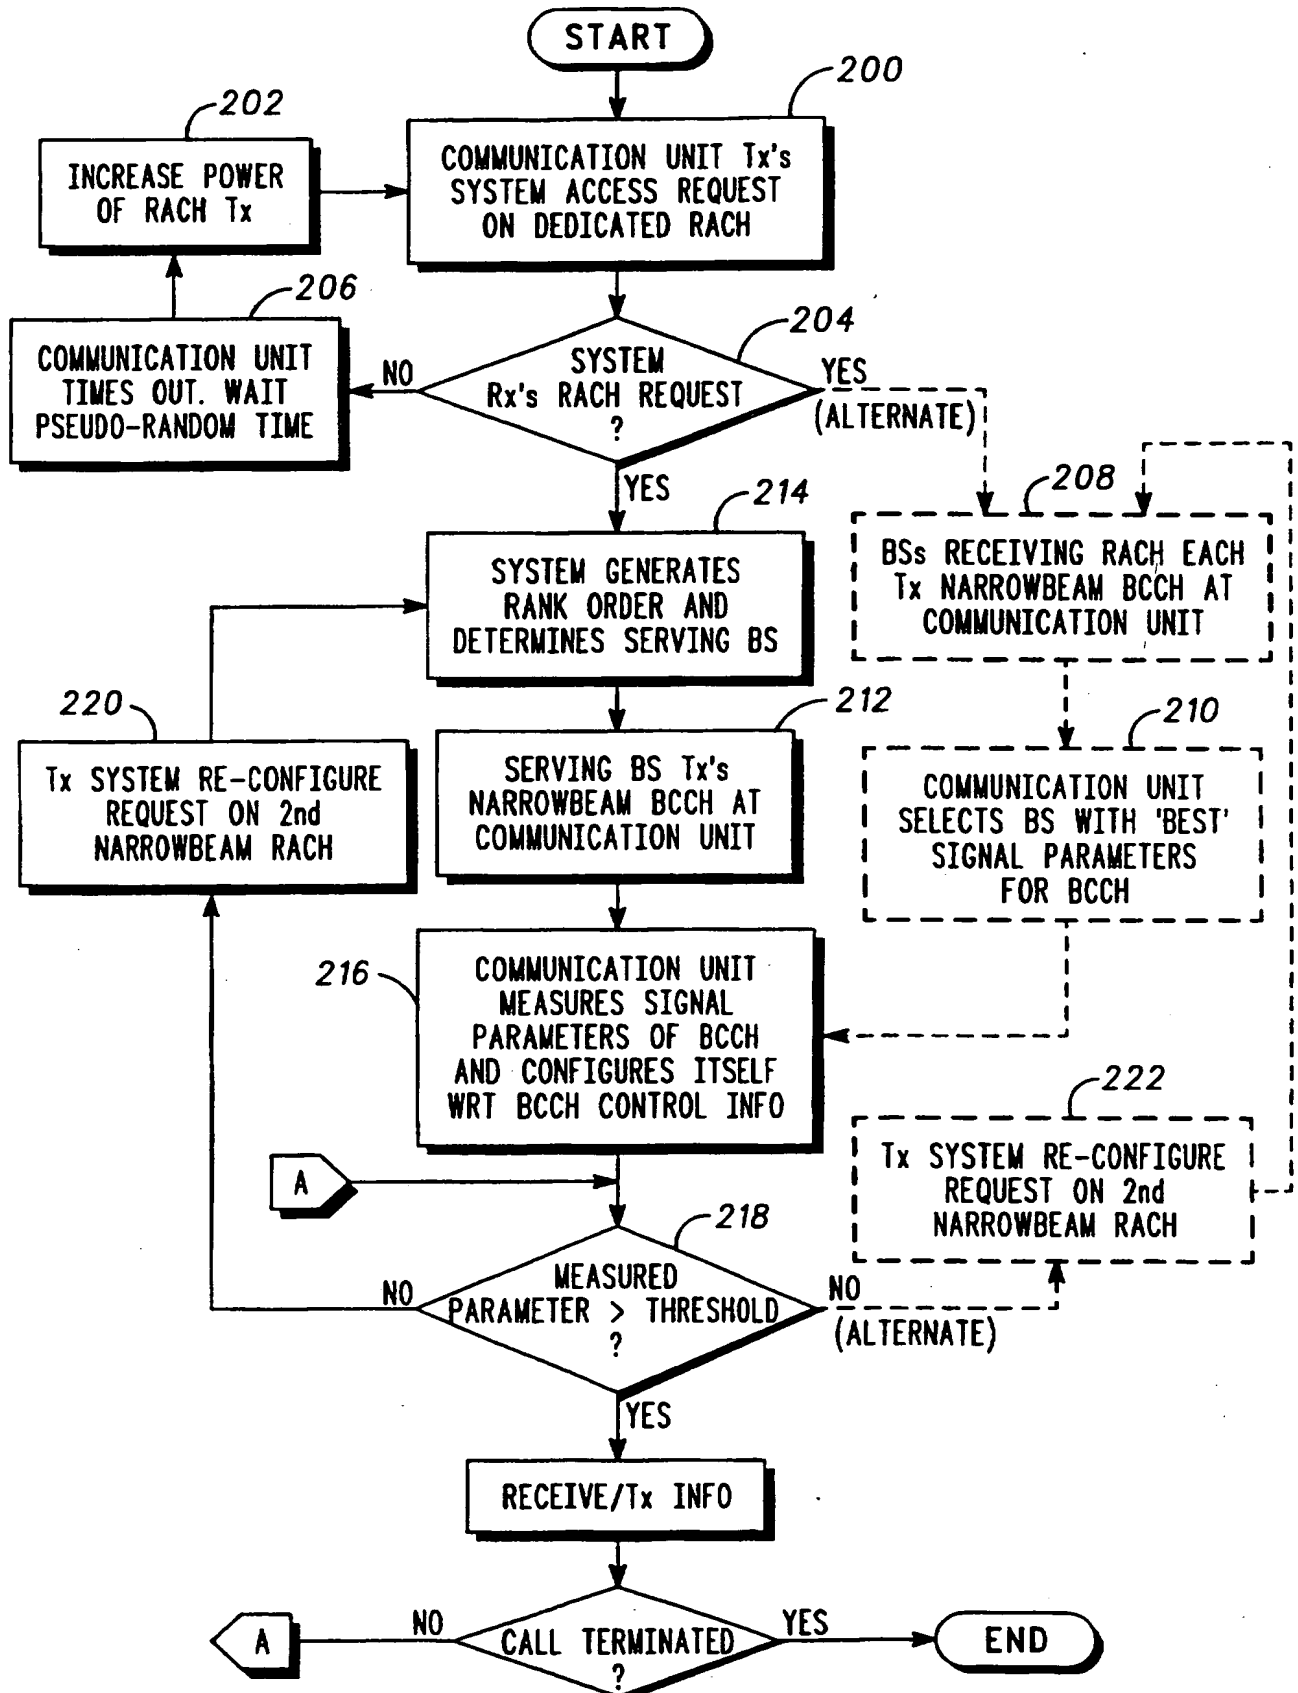 START
200
COMMUNICATION UNIT Tx's
SYSTEM ACCESS REQUEST
ON DEDICATED RACH
202
INCREASE POWER
OF RACH Tx
206
COMMUNICATION UNIT
TIMES OUT. WAIT
PSEUDO-RANDOM TIME
NO
204
SYSTEM
Rx's RACH REQUEST
?
YES
(ALTERNATE)
YES
214
SYSTEM GENERATES
RANK ORDER AND
DETERMINES SERVING BS
208
BSs RECEIVING RACH EACH
Tx NARROWBEAM BCCH AT
COMMUNICATION UNIT
220
Tx SYSTEM RE-CONFIGURE
REQUEST ON 2nd
NARROWBEAM RACH
212
SERVING BS Tx's
NARROWBEAM BCCH AT
COMMUNICATION UNIT
210
COMMUNICATION UNIT
SELECTS BS WITH 'BEST'
SIGNAL PARAMETERS
FOR BCCH
216
COMMUNICATION UNIT
MEASURES SIGNAL
PARAMETERS OF BCCH
AND CONFIGURES ITSELF
WRT BCCH CONTROL INFO
222
Tx SYSTEM RE-CONFIGURE
REQUEST ON 2nd
NARROWBEAM RACH
A
218
NO
MEASURED
PARAMETER > THRESHOLD
?
NO
(ALTERNATE)
YES
RECEIVE/Tx INFO
A
NO
CALL TERMINATED
?
YES
END